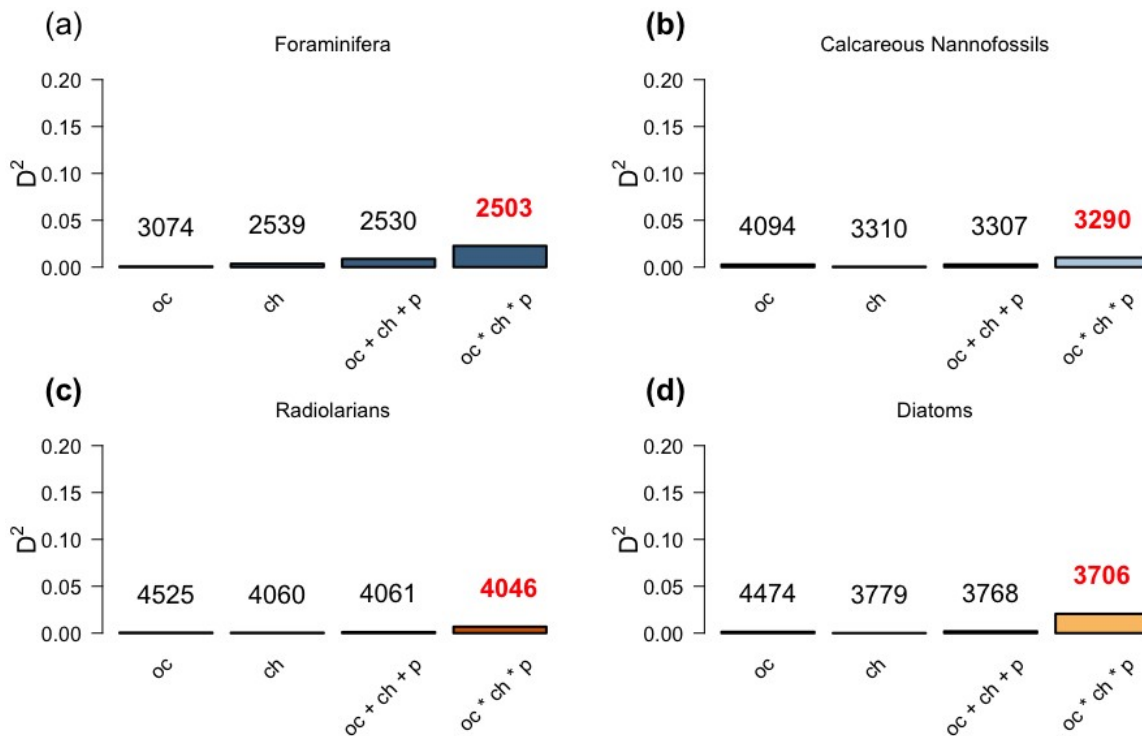 (a)
Foraminifera
0.20
0.15
0.10
0.05
0.00
D²
3074 2539 2530 2503
oc ch oc + ch + p oc * ch * p
(b)
Calcareous Nannofossils
0.20
0.15
0.10
0.05
0.00
D²
4094 3310 3307 3290
oc ch oc + ch + p oc * ch * p
(c)
Radiolarians
0.20
0.15
0.10
0.05
0.00
D²
4525 4060 4061 4046
oc ch oc + ch + p oc * ch * p
(d)
Diatoms
0.20
0.15
0.10
0.05
0.00
D²
4474 3779 3768 3706
oc ch oc + ch + p oc * ch * p